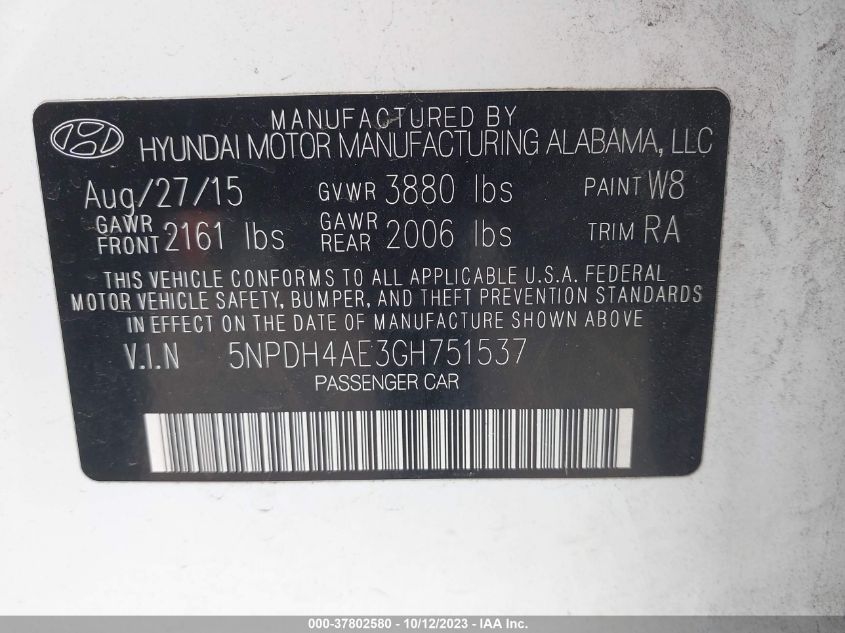 MANUFACTURED BY
HYUNDAI MOTOR MANUFACTURING ALABAMA, LLC
Aug/27/15 GVWR 3880 lbs PAINT W8
GAWR FRONT 2161 lbs GAWR REAR 2006 lbs TRIM RA
THIS VEHICLE CONFORMS TO ALL APPLICABLE U.S.A. FEDERAL
MOTOR VEHICLE SAFETY, BUMPER, AND THEFT PREVENTION STANDARDS
IN EFFECT ON THE DATE OF MANUFACTURE SHOWN ABOVE.
V.I.N 5NPDH4AE3GH751537
PASSENGER CAR
000-37802580 - 10/12/2023 - IAA Inc.